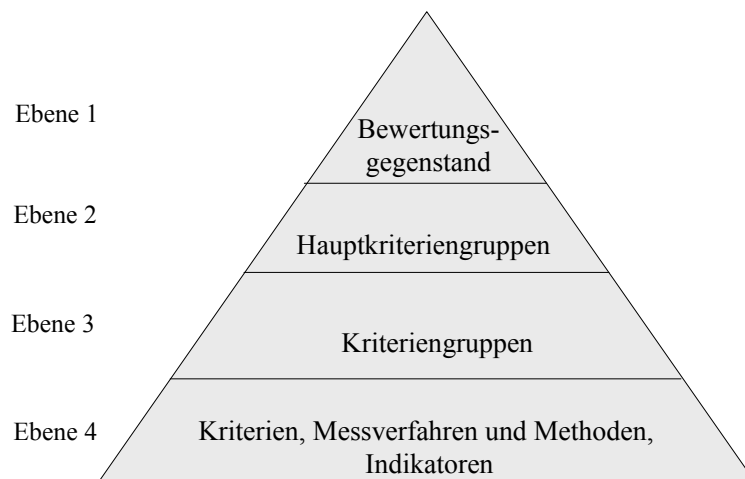 Ebene 1
Bewertungs-
gegenstand
Ebene 2
Hauptkriteriengruppen
Ebene 3
Kriteriengruppen
Ebene 4
Kriterien, Messverfahren und Methoden,
Indikatoren